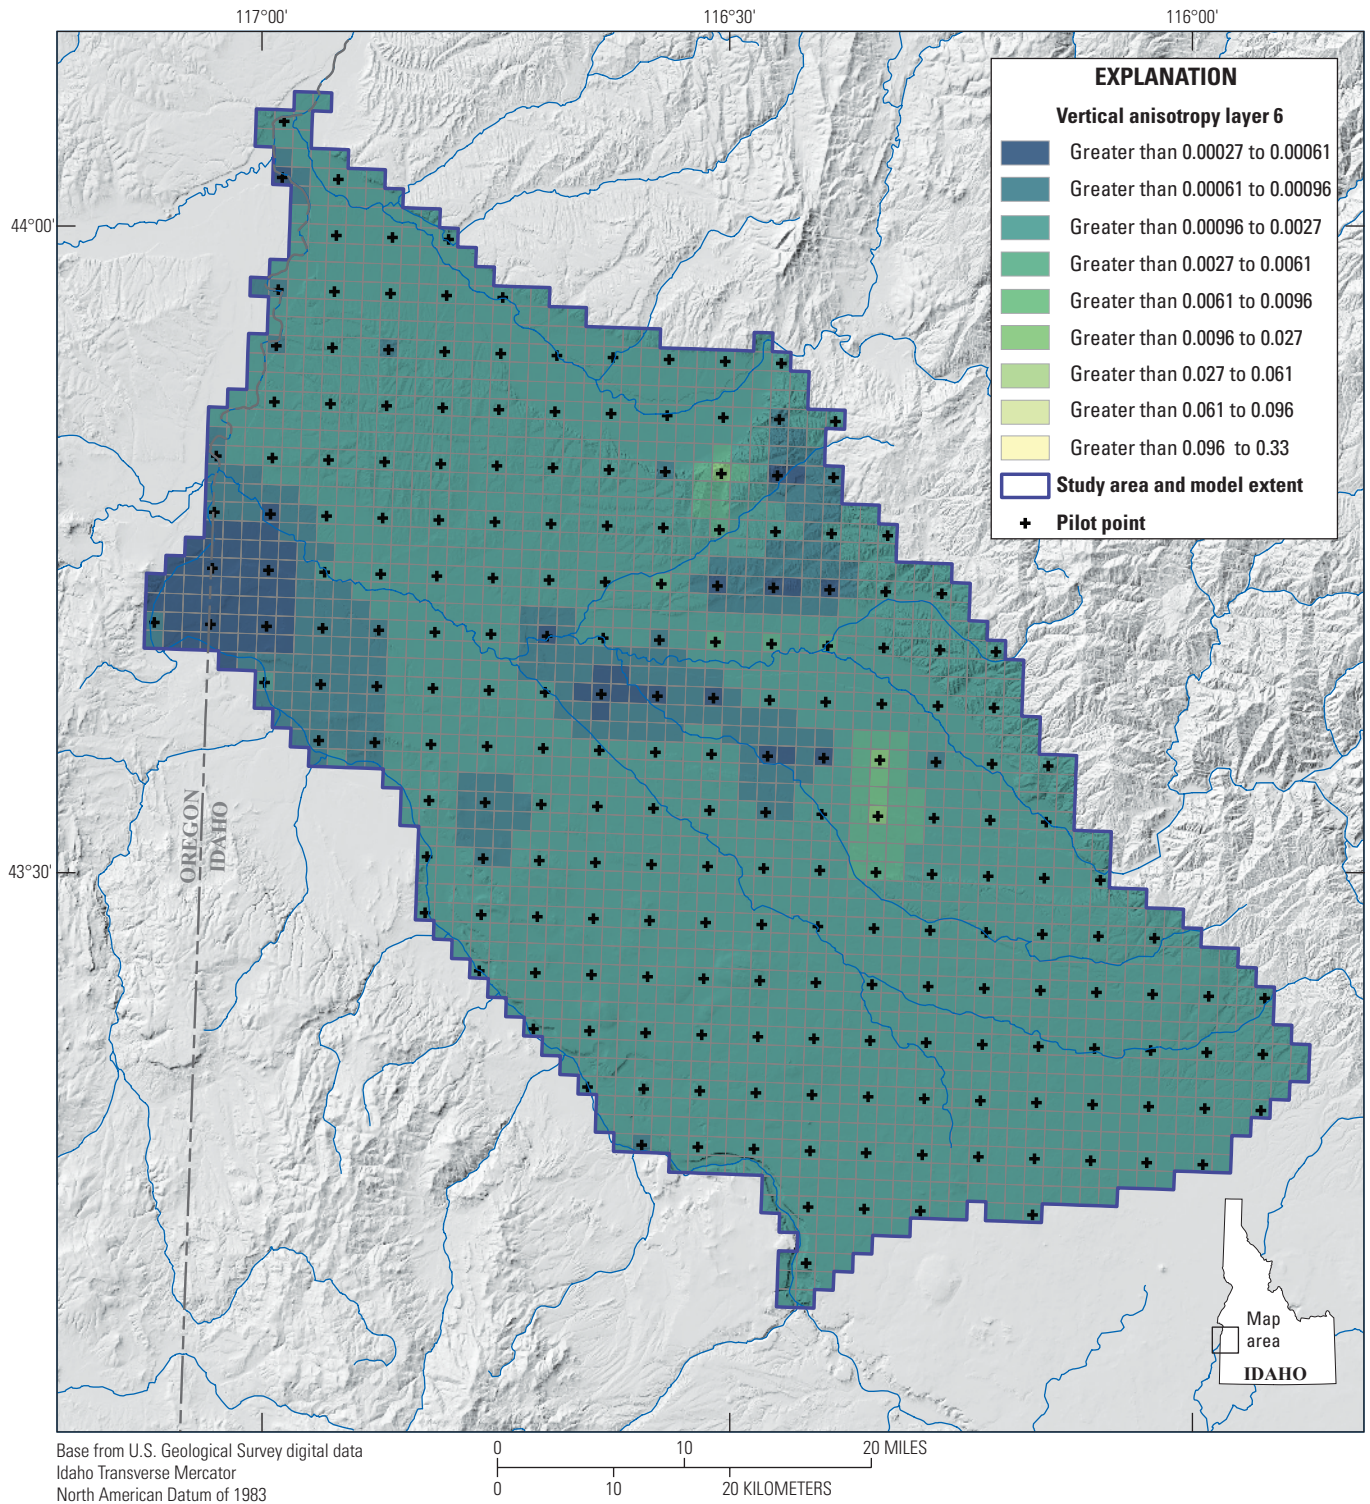 117°00'
116°30'
116°00'
EXPLANATION
Vertical anisotropy layer 6
Greater than 0.00027 to 0.00061
Greater than 0.00061 to 0.00096
Greater than 0.00096 to 0.0027
Greater than 0.0027 to 0.0061
Greater than 0.0061 to 0.0096
Greater than 0.0096 to 0.027
Greater than 0.027 to 0.061
Greater than 0.061 to 0.096
Greater than 0.096 to 0.33
Study area and model extent
Pilot point
44°00'
43°30'
OREGON
IDAHO
Map
area
IDAHO
Base from U.S. Geological Survey digital data
Idaho Transverse Mercator
North American Datum of 1983
0 10 20 MILES
0 10 20 KILOMETERS